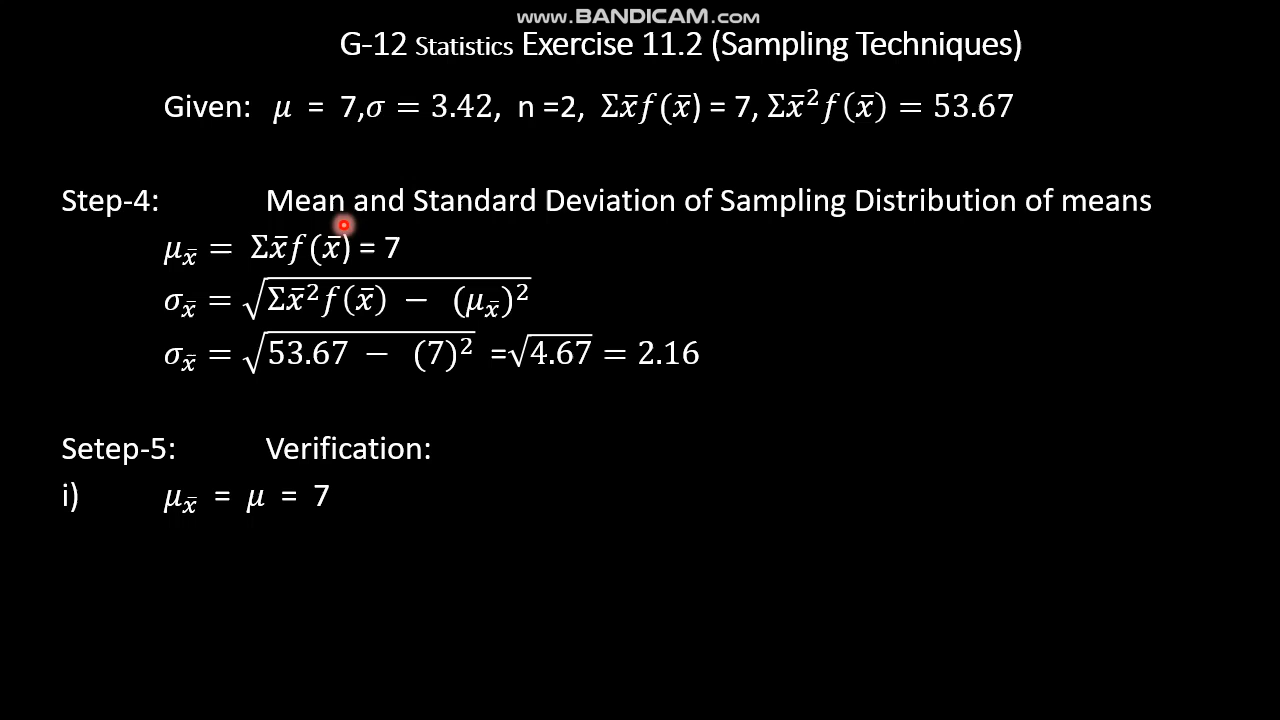 www.BANDICAM.com
G-12 Statistics Exercise 11.2 (Sampling Techniques)
Given: μ = 7,σ = 3.42, n =2, Σx̄f(x̄) = 7, Σx̄²f(x̄) = 53.67
Step-4: Mean and Standard Deviation of Sampling Distribution of means
μₓ̄ = Σx̄f(x̄) = 7
σₓ̄ = √(Σx̄²f(x̄) − (μₓ̄)²)
σₓ̄ = √(53.67 − (7)²) =√4.67 = 2.16
Setep-5: Verification:
i) μₓ̄ = μ = 7